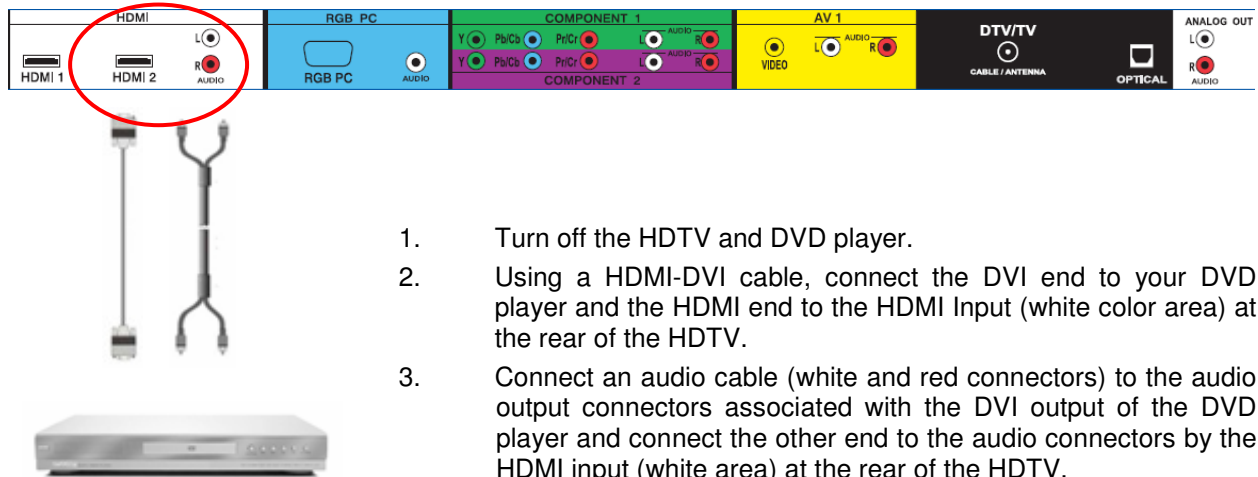 HDMI RGB PC COMPONENT 1 AV 1 DTV/TV ANALOG OUT
L Y Pb/Cb Pr/Cr L AUDIO R L AUDIO R L
R Y Pb/Cb Pr/Cr L AUDIO R VIDEO CABLE / ANTENNA R
HDMI 1 HDMI 2 AUDIO RGB PC AUDIO COMPONENT 2 OPTICAL AUDIO
1. Turn off the HDTV and DVD player.
2. Using a HDMI-DVI cable, connect the DVI end to your DVD
player and the HDMI end to the HDMI Input (white color area) at
the rear of the HDTV.
3. Connect an audio cable (white and red connectors) to the audio
output connectors associated with the DVI output of the DVD
player and connect the other end to the audio connectors by the
HDMI input (white area) at the rear of the HDTV.